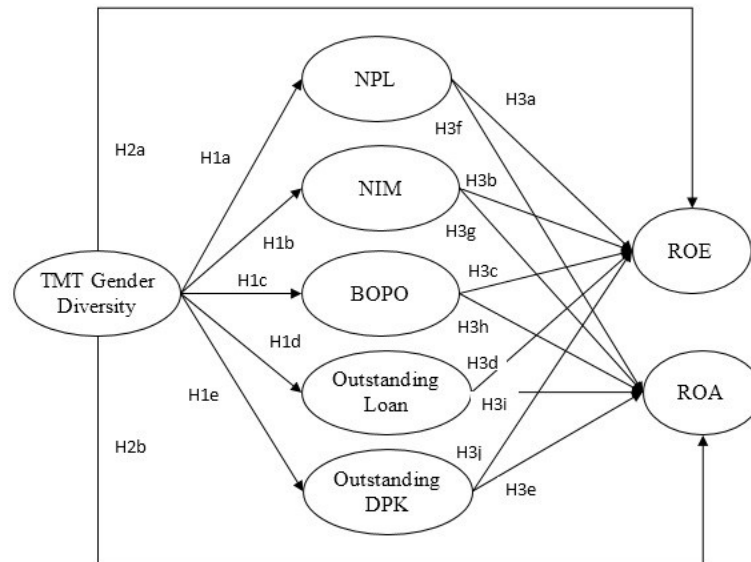 NPL
H3a
H3f
H2a
H1a
NIM
H3b
H1b
H3g
ROE
TMT Gender
Diversity
H1c
BOPO
H3c
H3h
H1d
H3d
Outstanding
Loan
H3i
ROA
H1e
H2b
H3j
Outstanding
DPK
H3e